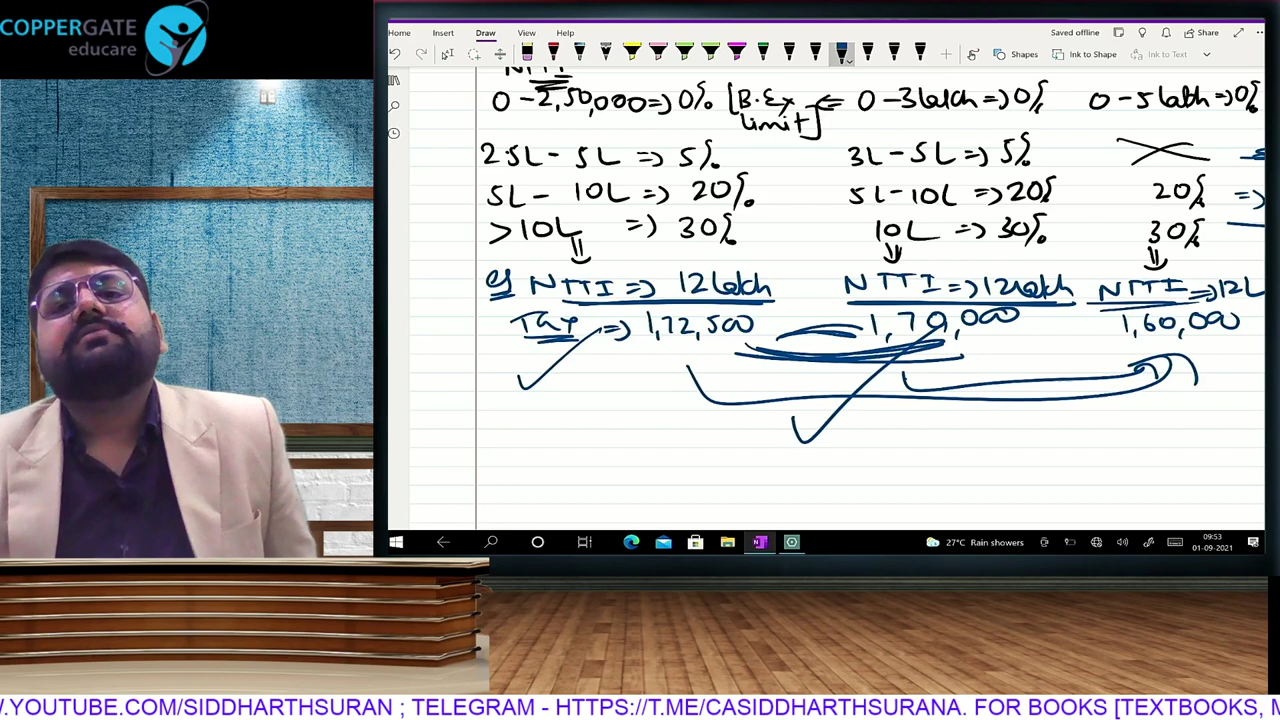 COPPERGATE
educare
Home Insert Draw View Help
Saved offline
Share
Shapes
Ink to Shape
Ink to Text
NTTI
0 - 2,50,000 => 0% [B.Ex limit] <= 0 - 3 lakh => 0% 0 - 5 lakh => 0%
2.5L - 5L => 5% 3L - 5L => 5%
5L - 10L => 20% 5L - 10L => 20% 20% =>
> 10L => 30% 10L => 30% 30%
eg NTTI => 12 lakh NTTI => 12 lakh NTTI => 12L
Tax => 1,72,500 1,70,000 1,60,000
27°C Rain showers
09:53
01-09-2021
.YOUTUBE.COM/SIDDHARTHSURAN ; TELEGRAM - HTTPS://T.ME/CASIDDHARTHSURANA. FOR BOOKS [TEXTBOOKS,